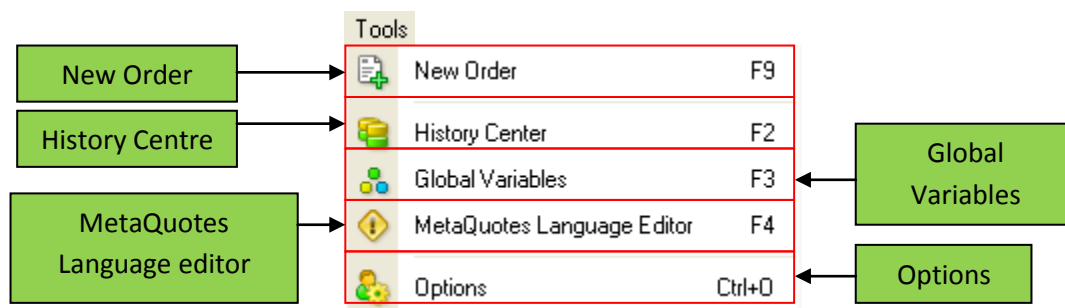 Tools
New Order
New Order F9
History Centre
History Center F2
Global
Variables
Global Variables F3
MetaQuotes
Language editor
MetaQuotes Language Editor F4
Options
Options Ctrl+O